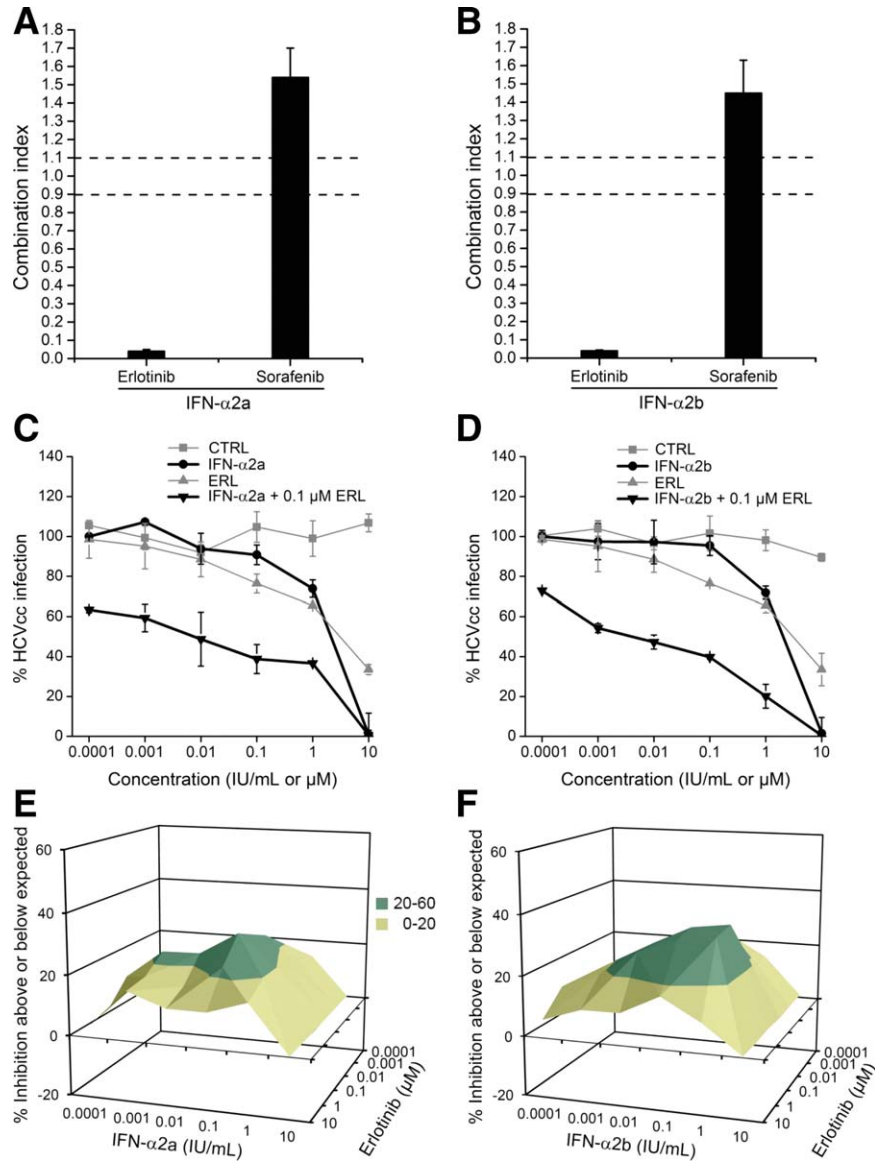 A
Combination index
1.8
1.7
1.6
1.5
1.4
1.3
1.2
1.1
1.0
0.9
0.8
0.7
0.6
0.5
0.4
0.3
0.2
0.1
0.0
Erlotinib Sorafenib
IFN-α2a
B
Combination index
1.8
1.7
1.6
1.5
1.4
1.3
1.2
1.1
1.0
0.9
0.8
0.7
0.6
0.5
0.4
0.3
0.2
0.1
0.0
Erlotinib Sorafenib
IFN-α2b
C
CTRL
IFN-α2a
ERL
IFN-α2a + 0.1 μM ERL
% HCVcc infection
140
120
100
80
60
40
20
0
0.0001 0.001 0.01 0.1 1 10
Concentration (IU/mL or μM)
D
CTRL
IFN-α2b
ERL
IFN-α2b + 0.1 μM ERL
% HCVcc infection
140
120
100
80
60
40
20
0
0.0001 0.001 0.01 0.1 1 10
Concentration (IU/mL or μM)
E
% Inhibition above or below expected
60
40
20
0
-20
20-60
0-20
0.0001 0.001 0.01 0.1 1 10
IFN-α2a (IU/mL)
0.0001
0.001
0.01
0.1
1
10
Erlotinib (μM)
F
% Inhibition above or below expected
60
40
20
0
-20
0.0001 0.001 0.01 0.1 1 10
IFN-α2b (IU/mL)
0.0001
0.001
0.01
0.1
1
10
Erlotinib (μM)